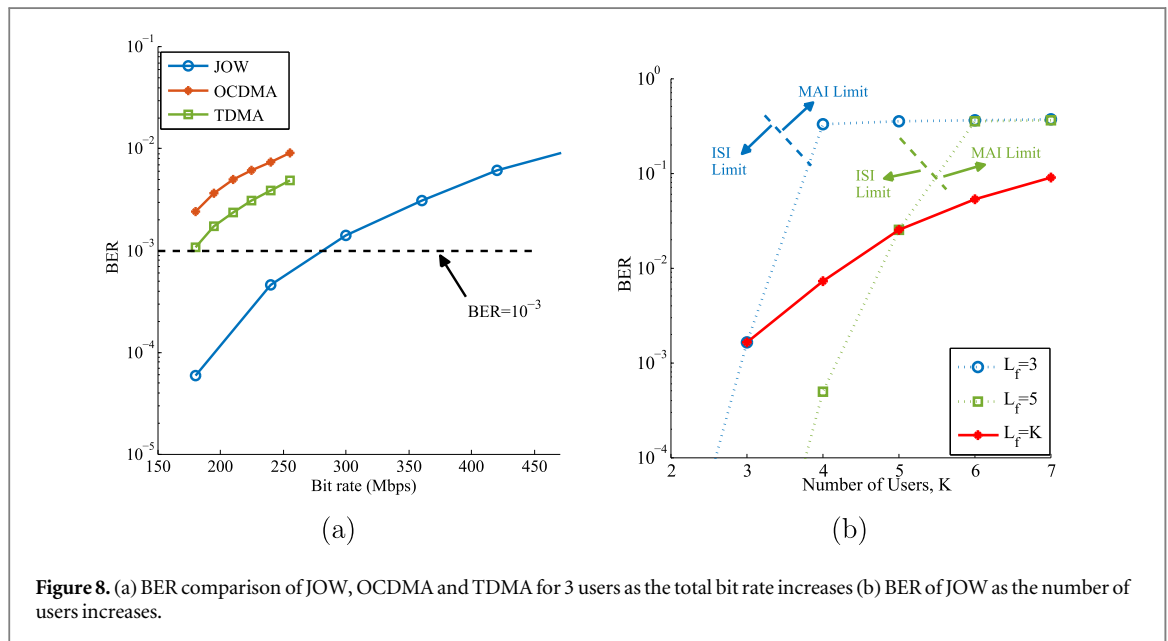 10⁻¹
10⁻²
10⁻³
10⁻⁴
10⁻⁵
BER
JOW
OCDMA
TDMA
BER=10⁻³
150 200 250 300 350 400 450
Bit rate (Mbps)
(a)
10⁰
10⁻¹
10⁻²
10⁻³
10⁻⁴
BER
MAI Limit
ISI
Limit
MAI Limit
ISI
Limit
L_f=3
L_f=5
L_f=K
2 3 4 5 6 7
Number of Users, K
(b)
Figure 8. (a) BER comparison of JOW, OCDMA and TDMA for 3 users as the total bit rate increases (b) BER of JOW as the number of
users increases.